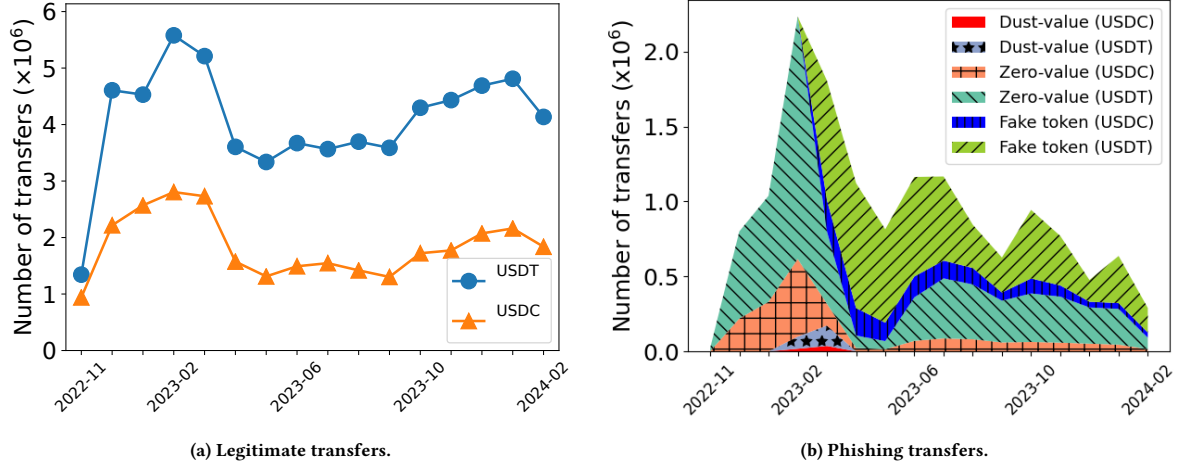 Number of transfers (×10⁶)
6
5
4
3
2
1
0
2022-11
2023-02
2023-06
2023-10
2024-02
USDT
USDC
(a) Legitimate transfers.
Number of transfers (x10⁶)
2.0
1.5
1.0
0.5
0.0
2022-11
2023-02
2023-06
2023-10
2024-02
Dust-value (USDC)
Dust-value (USDT)
Zero-value (USDC)
Zero-value (USDT)
Fake token (USDC)
Fake token (USDT)
(b) Phishing transfers.